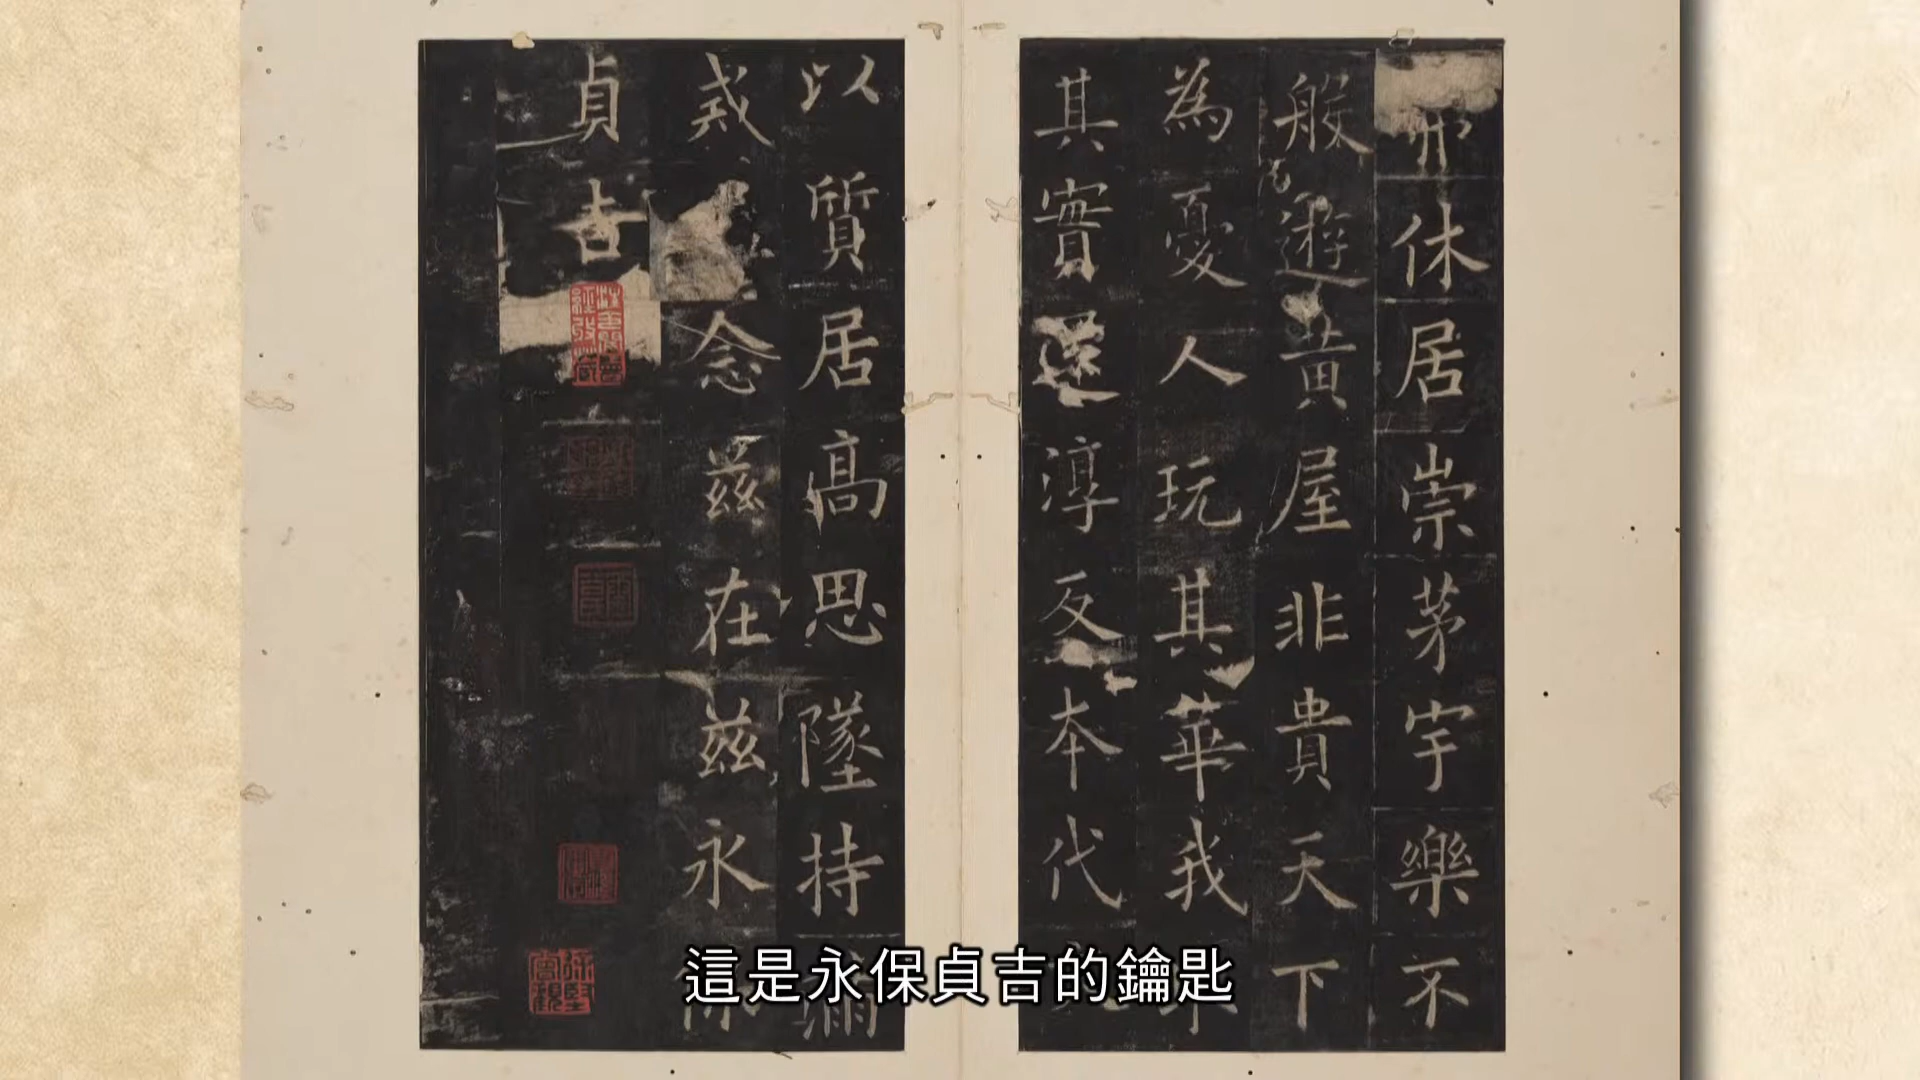 休居崇茅宇樂不
般遊黃屋非貴天下
為憂人玩其華我
其實還淳反本代
以質居高思墜持滿
戒念茲在茲永保
貞吉
這是永保貞吉的鑰匙